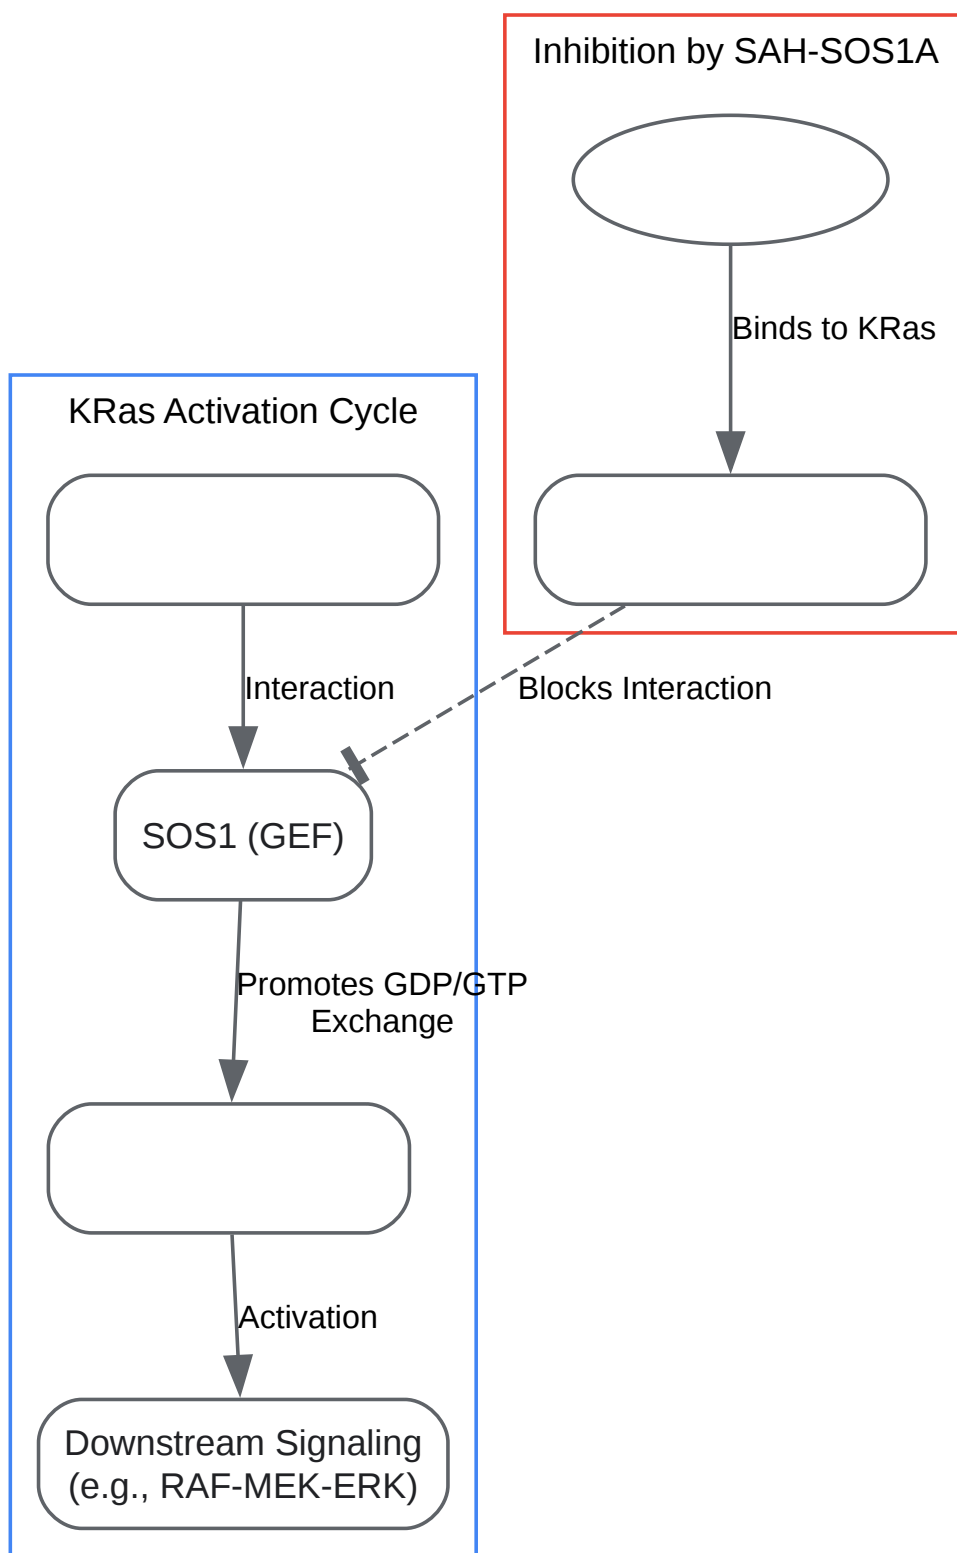 Inhibition by SAH-SOS1A
Binds to KRas
KRas Activation Cycle
Interaction
Blocks Interaction
SOS1 (GEF)
Promotes GDP/GTP
Exchange
Activation
Downstream Signaling
(e.g., RAF-MEK-ERK)